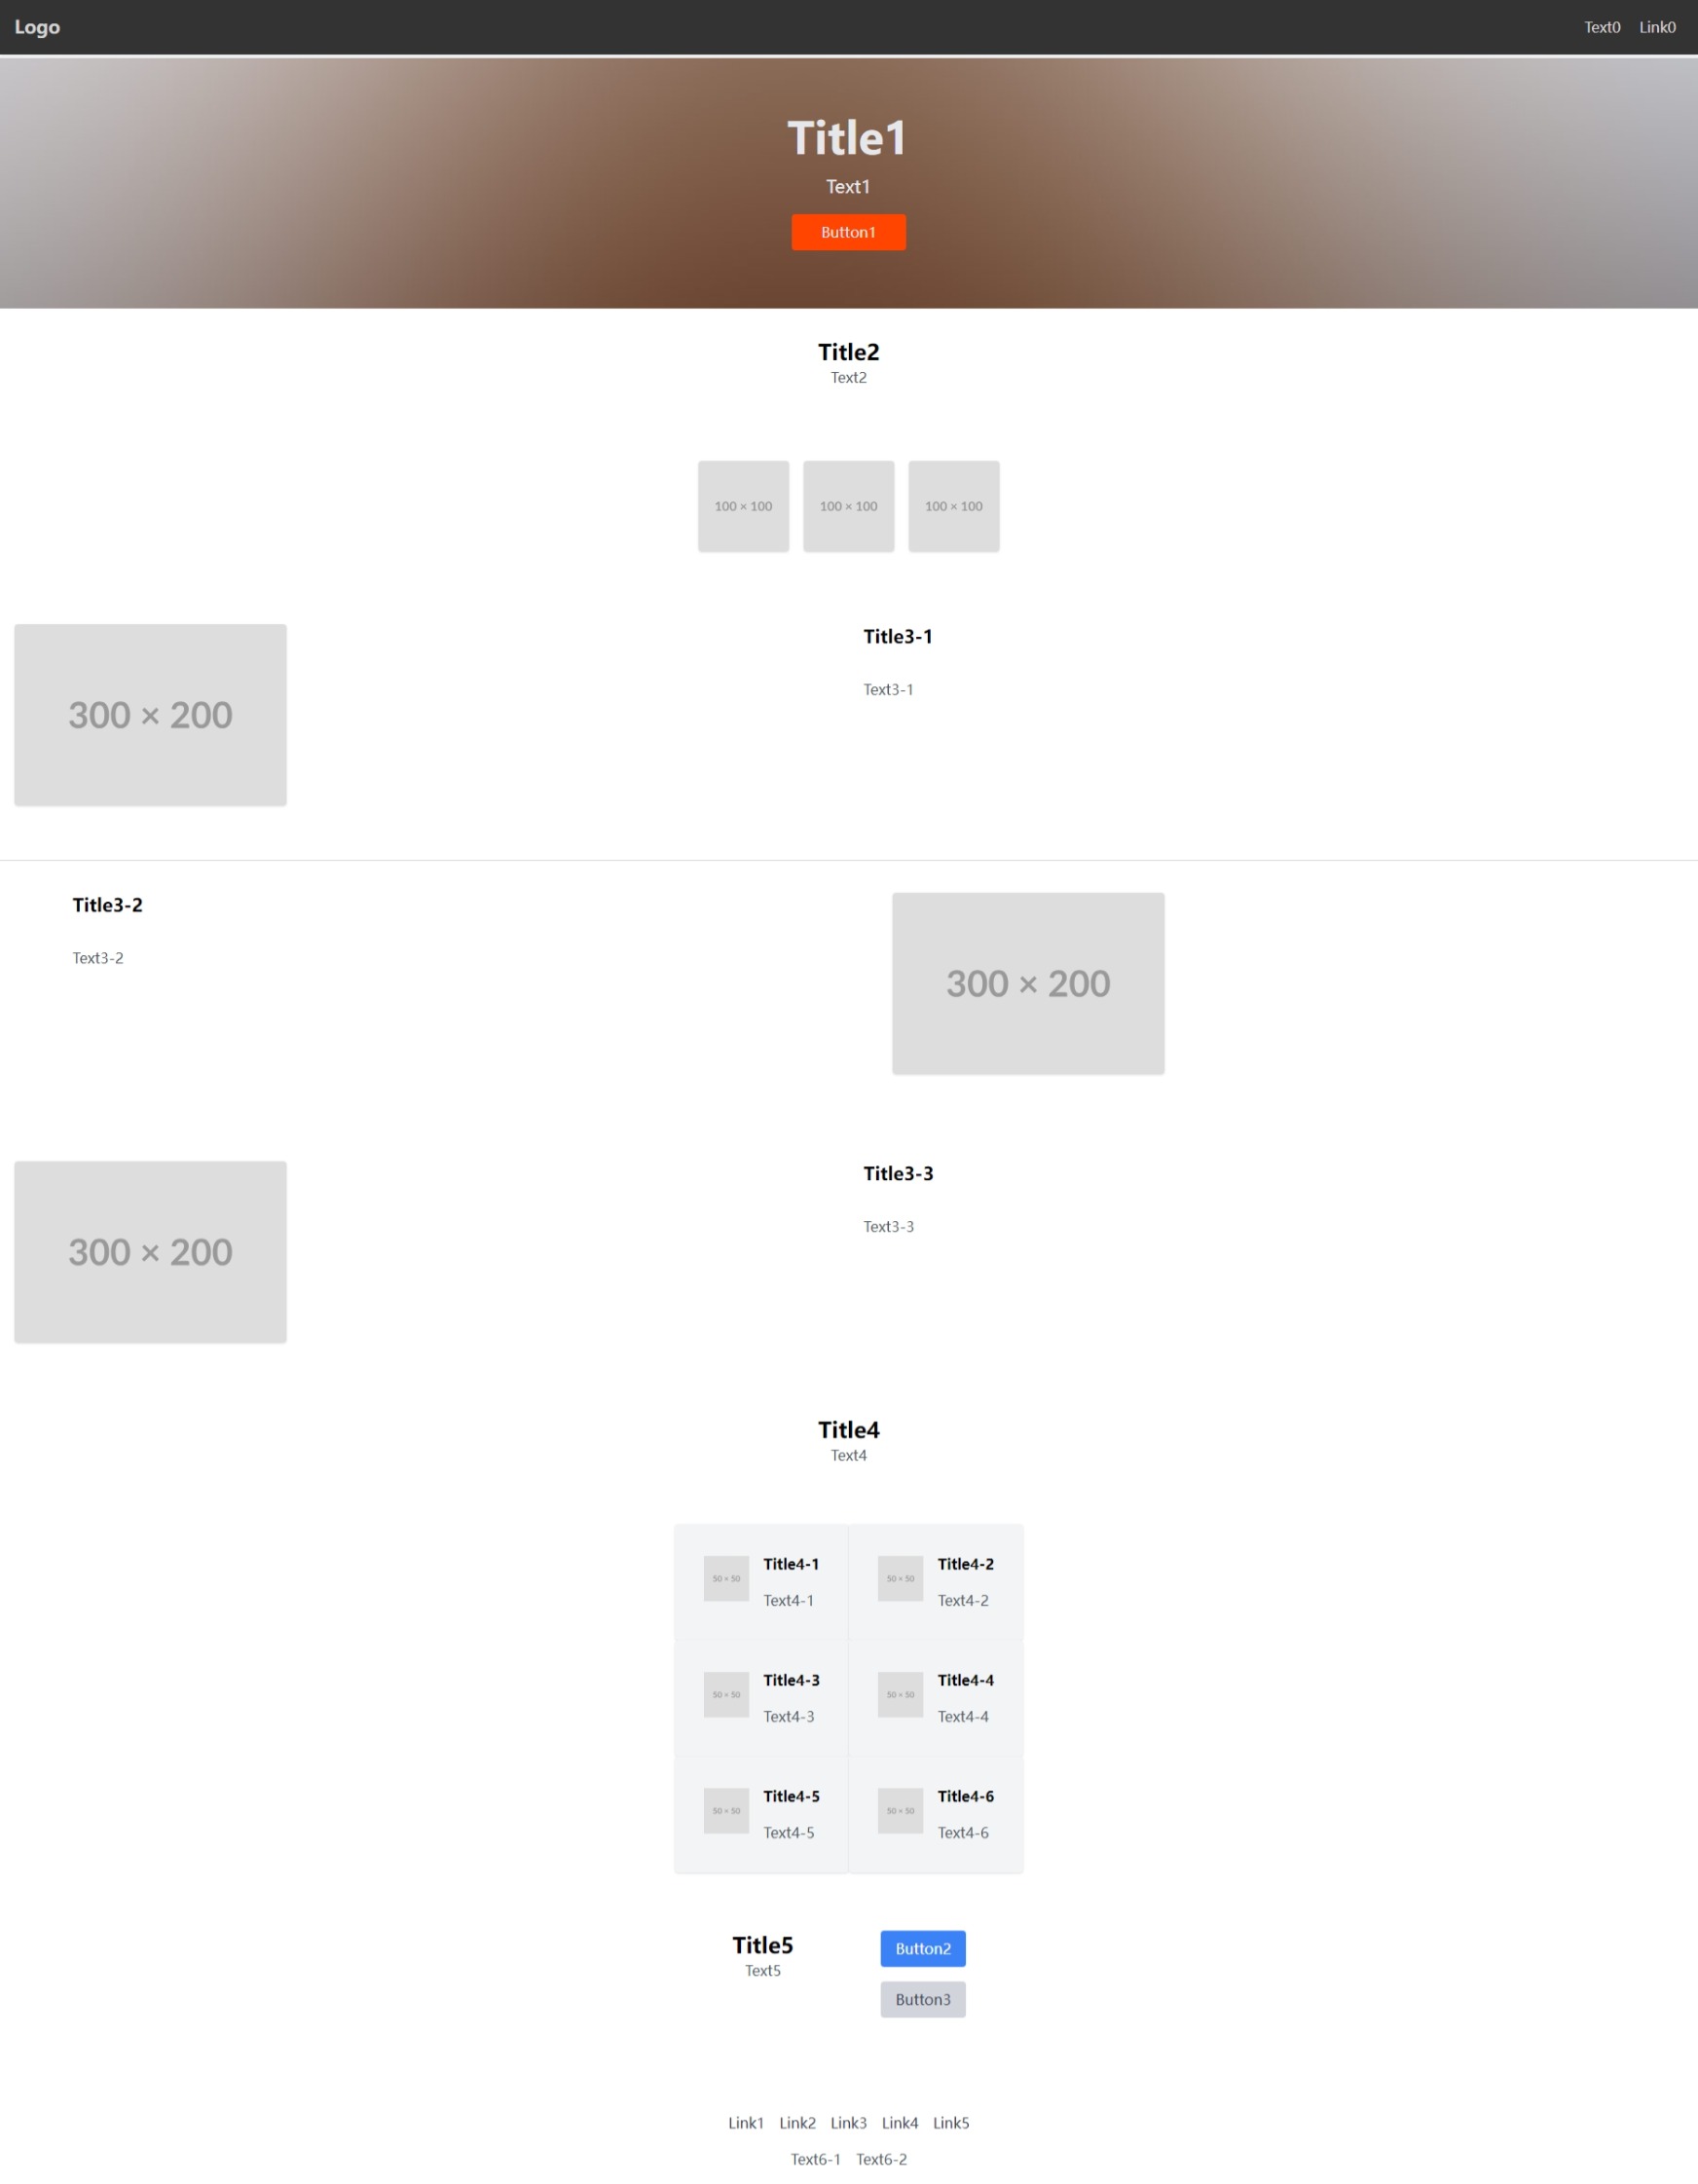 Logo
Text0 Link0
Title1
Text1
Button1
Title2
Text2
100 × 100 100 × 100 100 × 100
300 × 200
Title3-1
Text3-1
Title3-2
Text3-2
300 × 200
300 × 200
Title3-3
Text3-3
Title4
Text4
50 × 50
Title4-1
Text4-1
50 × 50
Title4-2
Text4-2
50 × 50
Title4-3
Text4-3
50 × 50
Title4-4
Text4-4
50 × 50
Title4-5
Text4-5
50 × 50
Title4-6
Text4-6
Title5
Text5
Button2
Button3
Link1 Link2 Link3 Link4 Link5
Text6-1 Text6-2